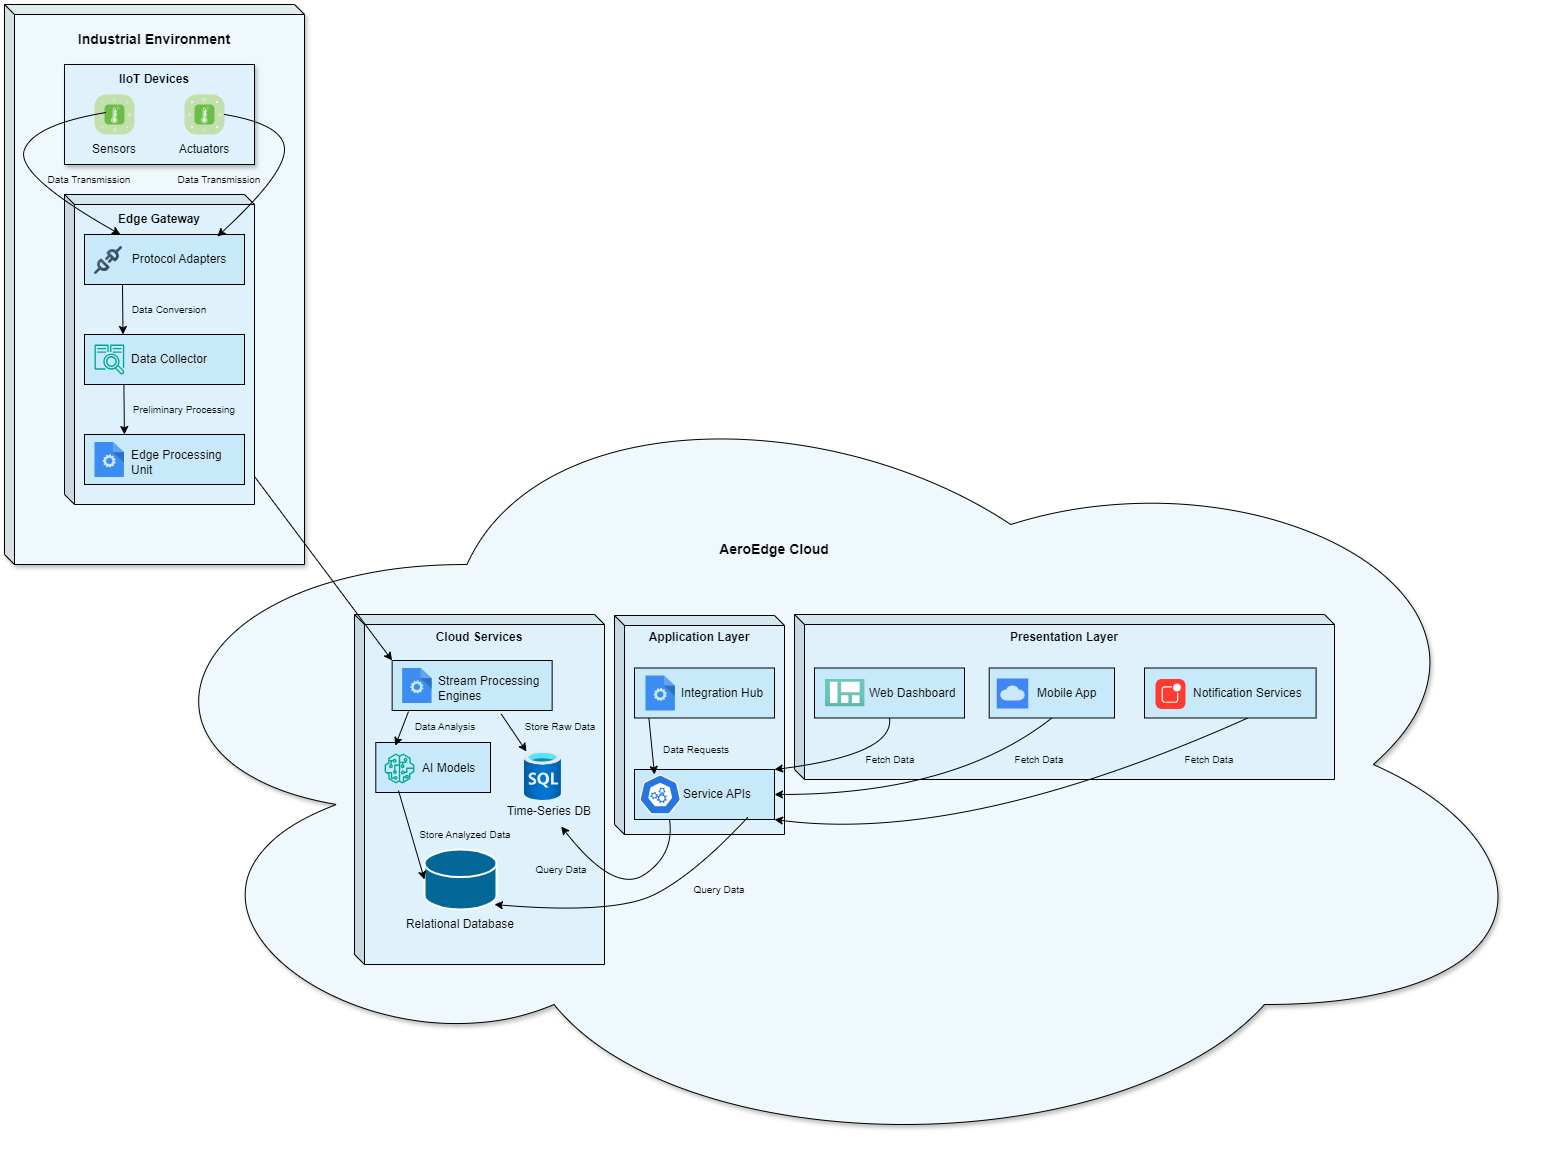 Industrial Environment
IIoT Devices
Sensors
Actuators
Data Transmission
Data Transmission
Edge Gateway
Protocol Adapters
Data Conversion
Data Collector
Preliminary Processing
Edge Processing
Unit
AeroEdge Cloud
Cloud Services
Stream Processing
Engines
Data Analysis
Store Raw Data
AI Models
SQL
Time-Series DB
Store Analyzed Data
Query Data
Relational Database
Application Layer
Integration Hub
Data Requests
Service APIs
Query Data
Presentation Layer
Web Dashboard
Mobile App
Notification Services
Fetch Data
Fetch Data
Fetch Data